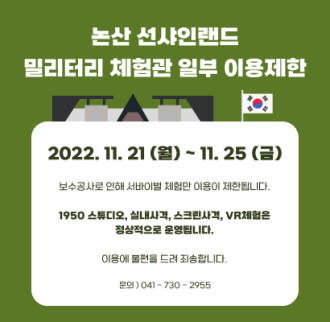 논산 선샤인랜드
밀리터리 체험관 일부 이용제한
2022. 11. 21 (월) ~ 11. 25 (금)
보수공사로 인해 서바이벌 체험만 이용이 제한됩니다.
1950 스튜디오, 실내사격, 스크린사격, VR체험은
정상적으로 운영됩니다.
이용에 불편을 드려 죄송합니다.
문의 ) 041 - 730 - 2955